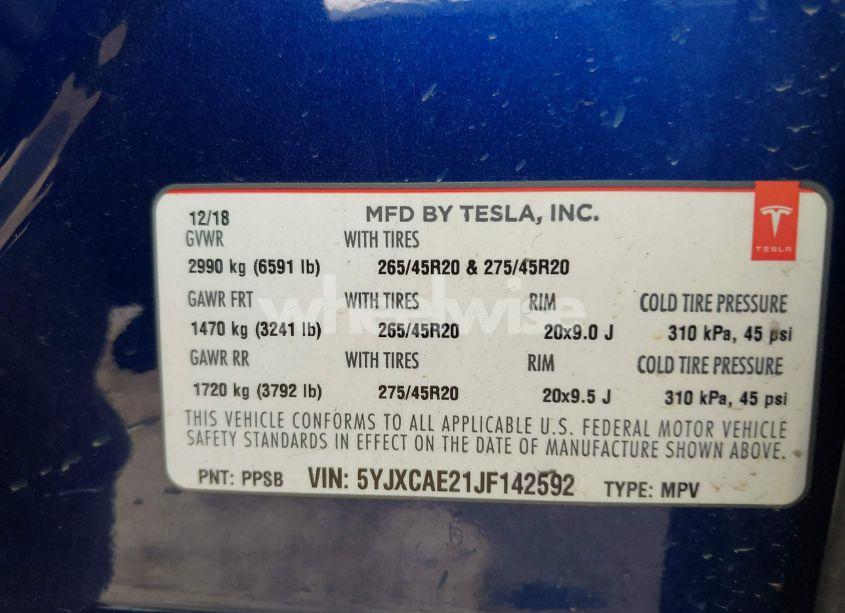 12/18 MFD BY TESLA, INC.
GVWR WITH TIRES
2990 kg (6591 lb) 265/45R20 & 275/45R20
TESLA
GAWR FRT WITH TIRES RIM COLD TIRE PRESSURE
wheelwise
1470 kg (3241 lb) 265/45R20 20x9.0 J 310 kPa, 45 psi
GAWR RR WITH TIRES RIM COLD TIRE PRESSURE
1720 kg (3792 lb) 275/45R20 20x9.5 J 310 kPa, 45 psi
THIS VEHICLE CONFORMS TO ALL APPLICABLE U.S. FEDERAL MOTOR VEHICLE
SAFETY STANDARDS IN EFFECT ON THE DATE OF MANUFACTURE SHOWN ABOVE.
PNT: PPSB VIN: 5YJXCAE21JF142592 TYPE: MPV